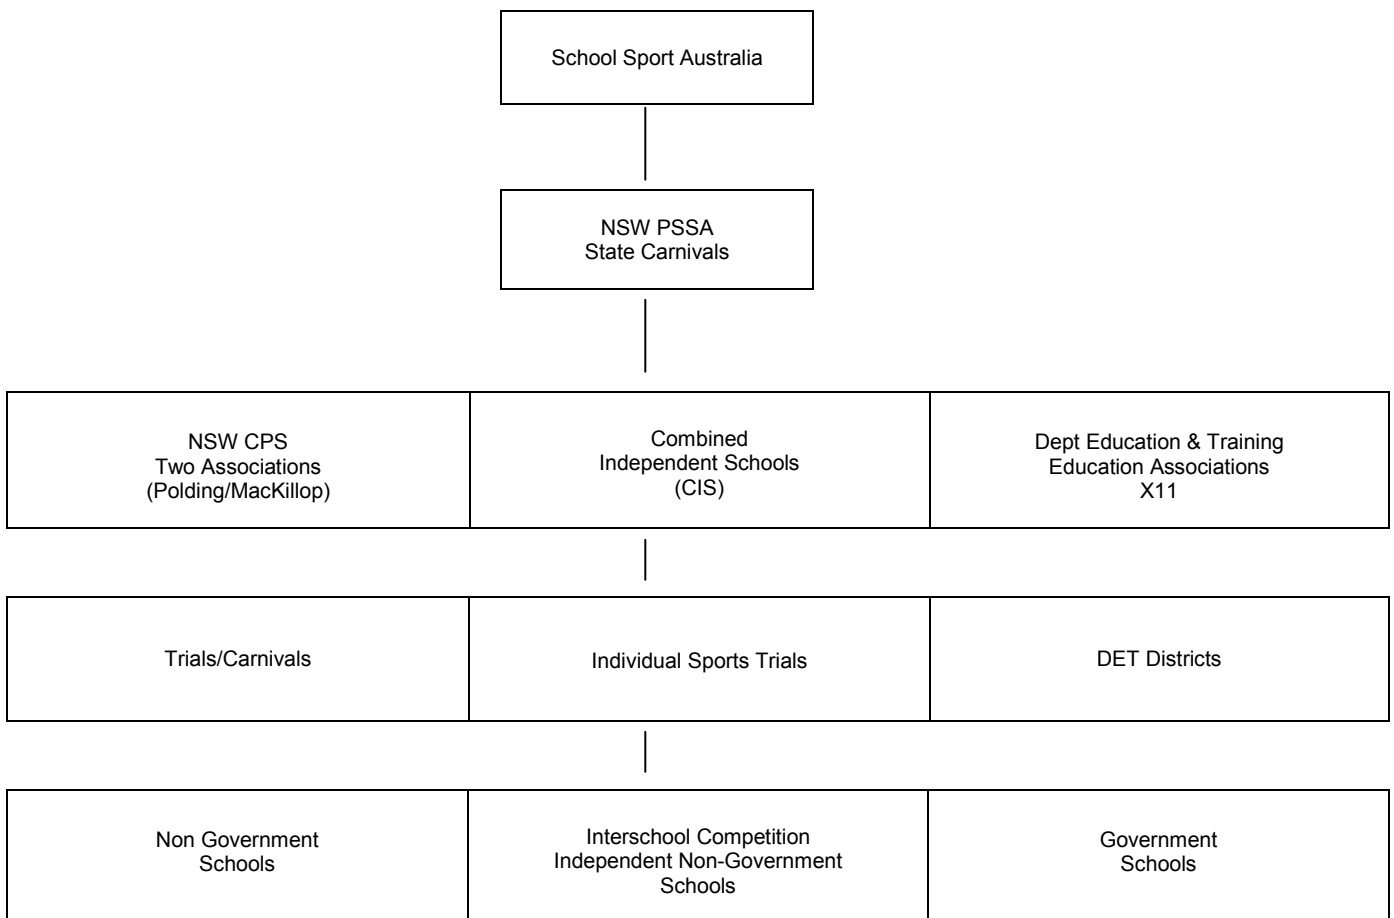 School Sport Australia
NSW PSSA
State Carnivals
NSW CPS
Two Associations
(Polding/MacKillop)
Combined
Independent Schools
(CIS)
Dept Education & Training
Education Associations
X11
Trials/Carnivals
Individual Sports Trials
DET Districts
Non Government
Schools
Interschool Competition
Independent Non-Government
Schools
Government
Schools